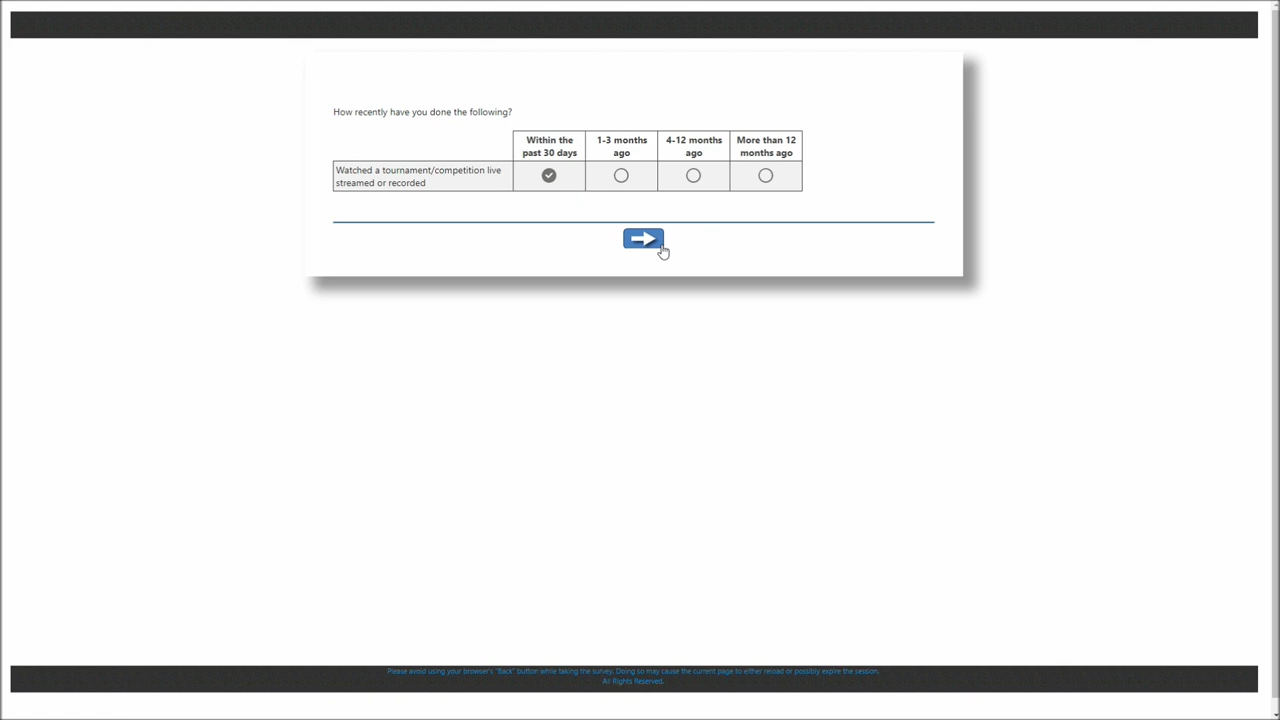 How recently have you done the following?
Within the past 30 days
1-3 months ago
4-12 months ago
More than 12 months ago
Watched a tournament/competition live
streamed or recorded
Please avoid using your browser's "Back" button while taking the survey. Doing so may cause the current page to either reload or possibly expire the session.
All Rights Reserved.